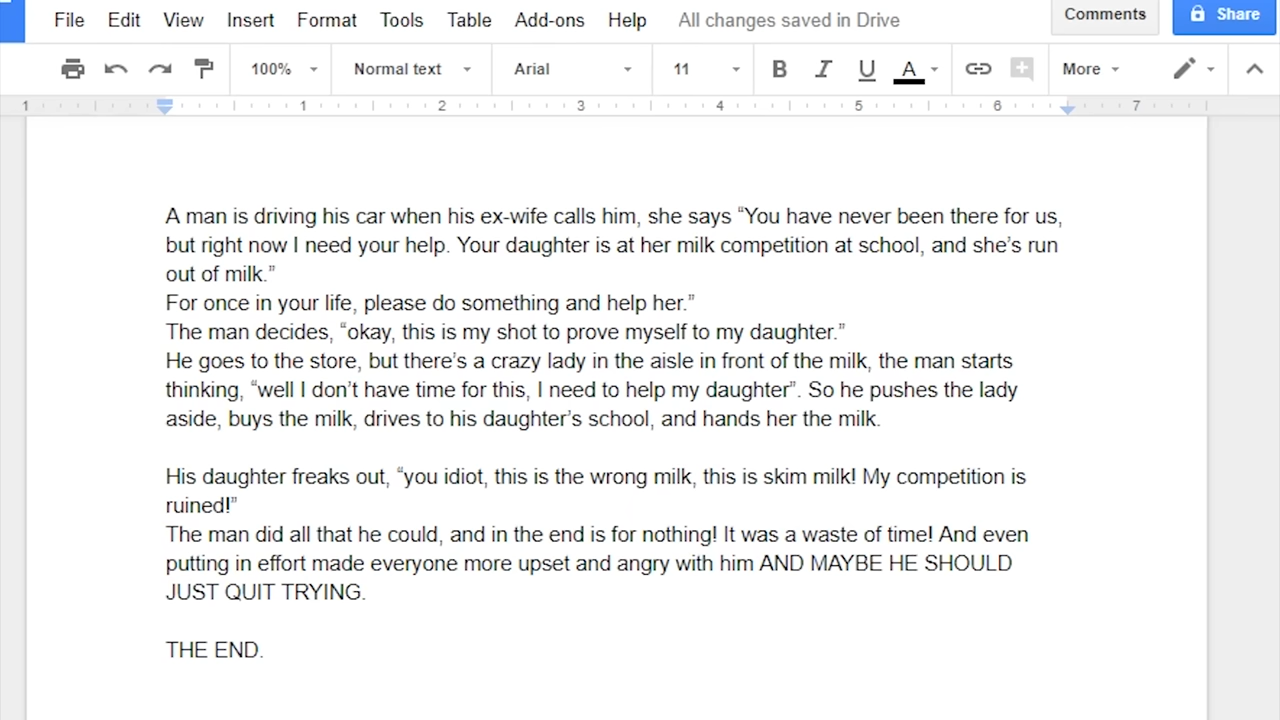 File Edit View Insert Format Tools Table Add-ons Help All changes saved in Drive Comments Share
100% Normal text Arial 11 B I U A More
1 1 2 3 4 5 6 7
A man is driving his car when his ex-wife calls him, she says “You have never been there for us,
but right now I need your help. Your daughter is at her milk competition at school, and she’s run
out of milk.”
For once in your life, please do something and help her.”
The man decides, “okay, this is my shot to prove myself to my daughter.”
He goes to the store, but there’s a crazy lady in the aisle in front of the milk, the man starts
thinking, “well I don’t have time for this, I need to help my daughter”. So he pushes the lady
aside, buys the milk, drives to his daughter’s school, and hands her the milk.
His daughter freaks out, “you idiot, this is the wrong milk, this is skim milk! My competition is
ruined!”
The man did all that he could, and in the end is for nothing! It was a waste of time! And even
putting in effort made everyone more upset and angry with him AND MAYBE HE SHOULD
JUST QUIT TRYING.
THE END.